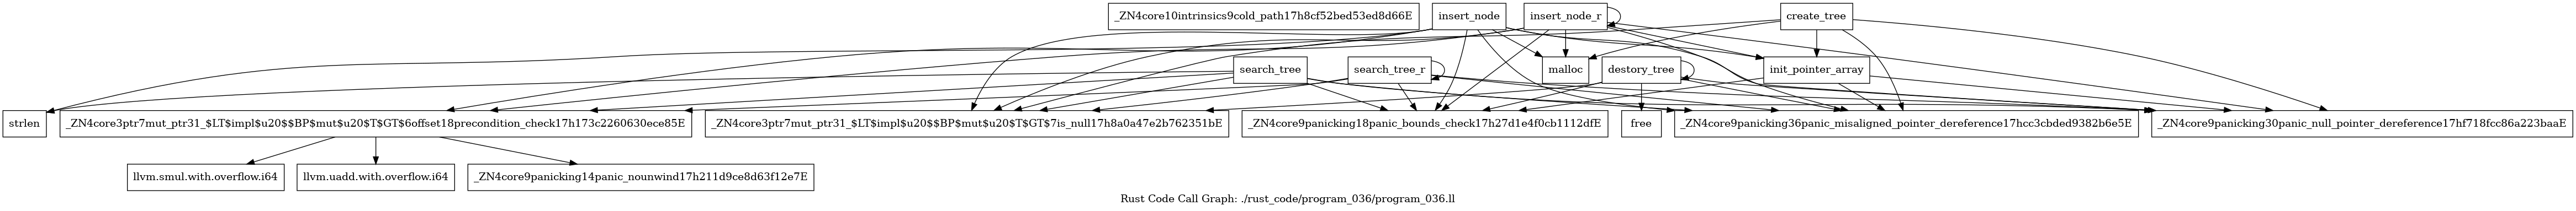 _ZN4core10intrinsics9cold_path17h8cf52bed53ed8d66E
insert_node
insert_node_r
create_tree
search_tree
search_tree_r
malloc
destory_tree
init_pointer_array
strlen
_ZN4core3ptr7mut_ptr31_$LT$impl$u20$$BP$mut$u20$T$GT$6offset18precondition_check17h173c2260630ece85E
_ZN4core3ptr7mut_ptr31_$LT$impl$u20$$BP$mut$u20$T$GT$7is_null17h8a0a47e2b762351bE
_ZN4core9panicking18panic_bounds_check17h27d1e4f0cb1112dfE
free
_ZN4core9panicking36panic_misaligned_pointer_dereference17hcc3cbded9382b6e5E
_ZN4core9panicking30panic_null_pointer_dereference17hf718fcc86a223baaE
llvm.smul.with.overflow.i64
llvm.uadd.with.overflow.i64
_ZN4core9panicking14panic_nounwind17h211d9ce8d63f12e7E
Rust Code Call Graph: ./rust_code/program_036/program_036.ll